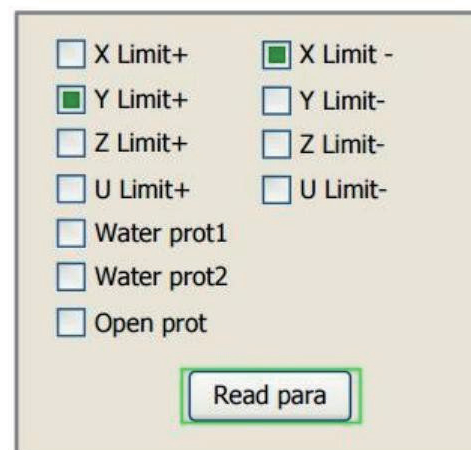 X Limit+ X Limit -
Y Limit+ Y Limit-
Z Limit+ Z Limit-
U Limit+ U Limit-
Water prot1
Water prot2
Open prot
Read para